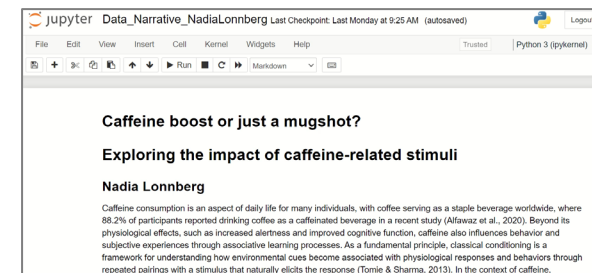 jupyter Data_Narrative_NadiaLonnberg Last Checkpoint: Last Monday at 9:25 AM (autosaved) Logout
File Edit View Insert Cell Kernel Widgets Help Trusted Python 3 (ipykernel)
Run Markdown
Caffeine boost or just a mugshot?
Exploring the impact of caffeine-related stimuli
Nadia Lonnberg
Caffeine consumption is an aspect of daily life for many individuals, with coffee serving as a staple beverage worldwide, where
88.2% of participants reported drinking coffee as a caffeinated beverage in a recent study (Alfawaz et al., 2020). Beyond its
physiological effects, such as increased alertness and improved cognitive function, caffeine also influences behavior and
subjective experiences through associative learning processes. As a fundamental principle, classical conditioning is a
framework for understanding how environmental cues become associated with physiological responses and behaviors through
repeated pairings with a stimulus that naturally elicits the response (Tomie & Sharma, 2013). In the context of caffeine,